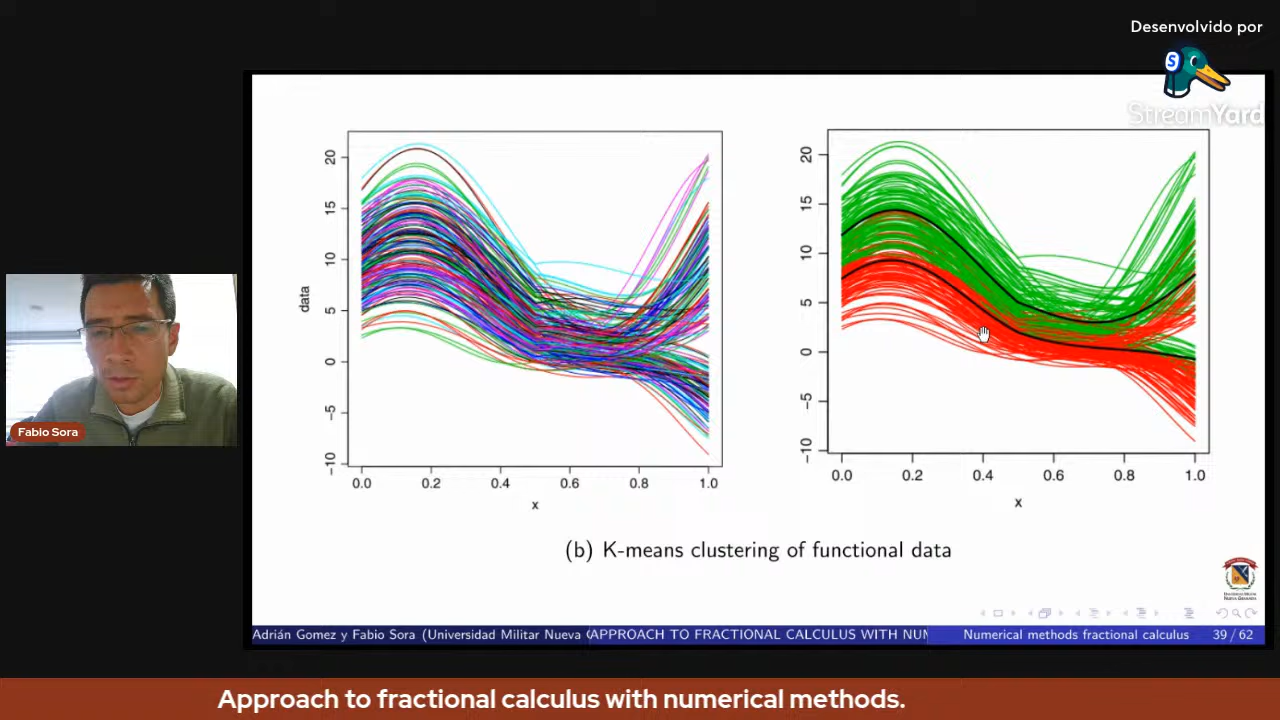 Desenvolvido por
S
StreamYard
20
15
10
5
0
−5
−10
data
0.0 0.2 0.4 0.6 0.8 1.0
x
20
15
10
5
0
−5
−10
0.0 0.2 0.4 0.6 0.8 1.0
x
(b) K-means clustering of functional data
Fabio Sora
Adrián Gomez y Fabio Sora (Universidad Militar Nueva G APPROACH TO FRACTIONAL CALCULUS WITH NUM Numerical methods fractional calculus 39 / 62
Approach to fractional calculus with numerical methods.